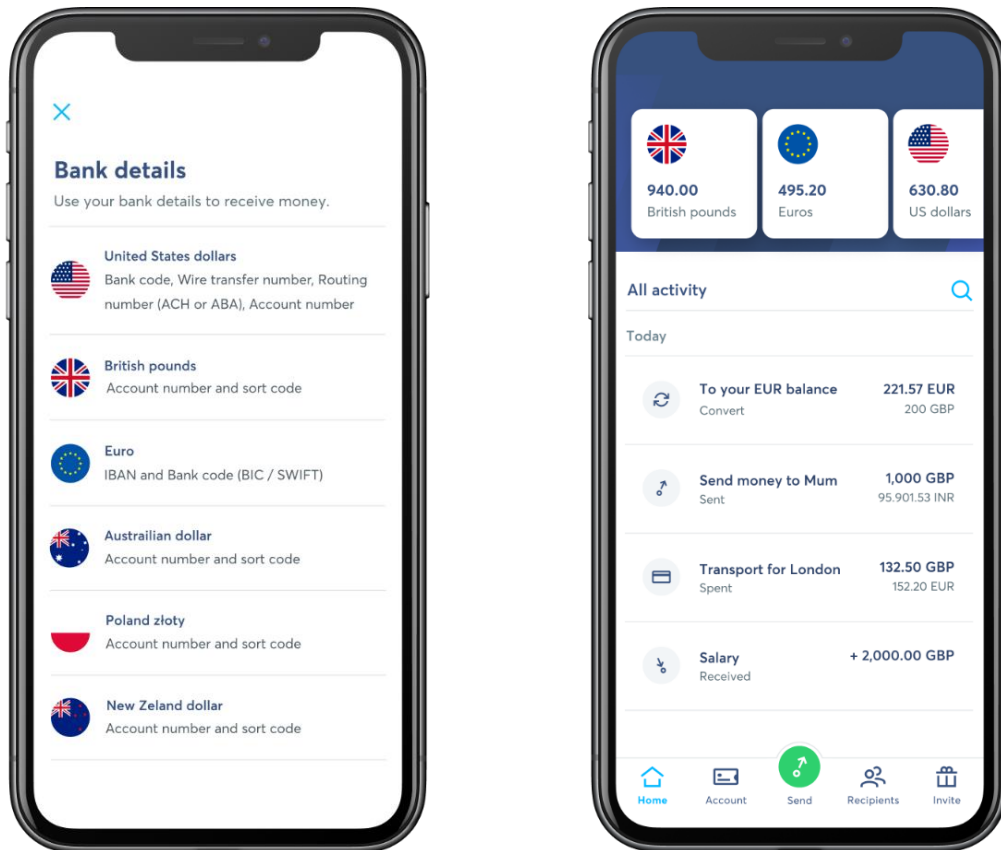 Bank details
Use your bank details to receive money.
United States dollars
Bank code, Wire transfer number, Routing
number (ACH or ABA), Account number
British pounds
Account number and sort code
Euro
IBAN and Bank code (BIC / SWIFT)
Austrailian dollar
Account number and sort code
Poland złoty
Account number and sort code
New Zeland dollar
Account number and sort code
940.00
British pounds
495.20
Euros
630.80
US dollars
All activity
Today
To your EUR balance
221.57 EUR
Convert
200 GBP
Send money to Mum
1,000 GBP
Sent
95.901.53 INR
Transport for London
132.50 GBP
Spent
152.20 EUR
Salary
+ 2,000.00 GBP
Received
Home
Account
Send
Recipients
Invite